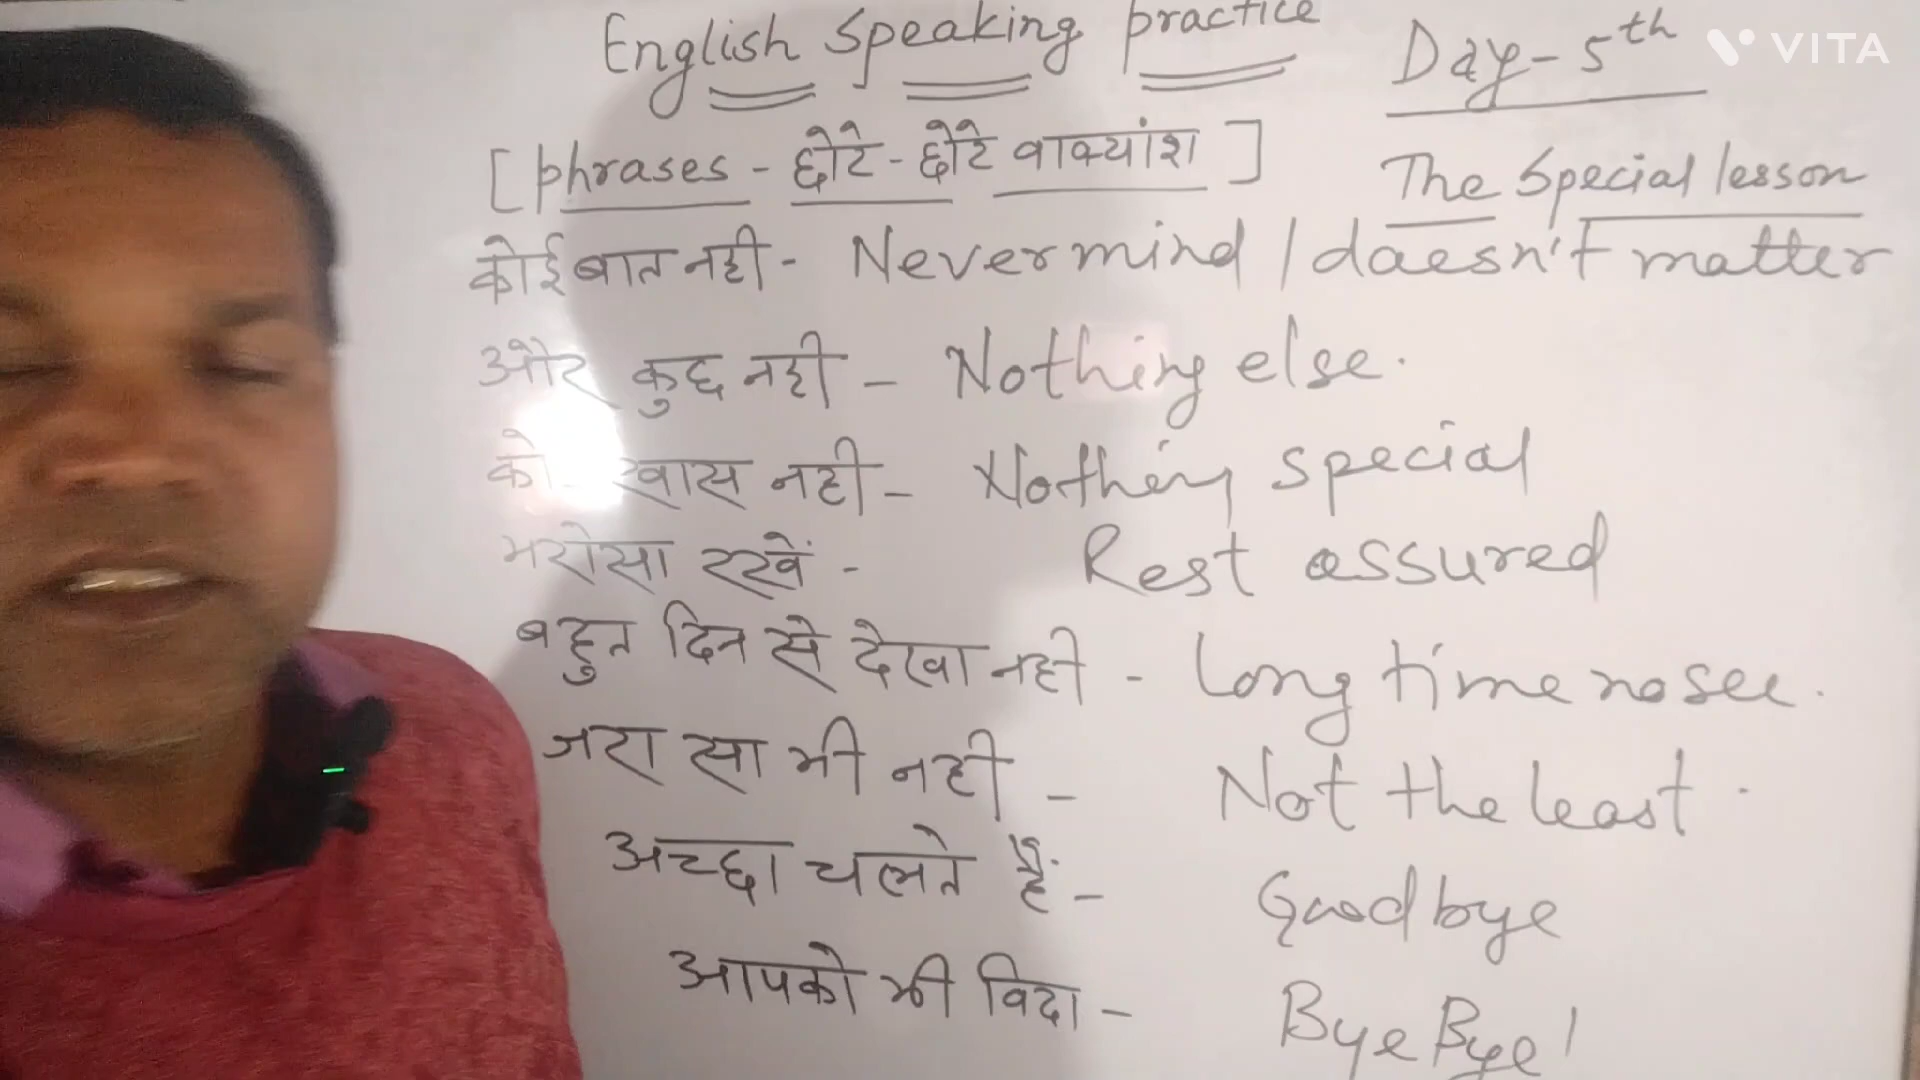 English Speaking practice Day-5th VITA
[phrases - छोटे-छोटे वाक्यांश] The Special lesson
कोई बात नही - Nevermind / doesn't matter
और कुछ नही - Nothing else.
खास नही - Nothing special
भरोसा रखें - Rest assured
बहुत दिन से देखा नही - Long time no see.
जरा सा भी नही - Not the least.
अच्छा चलते हैं - Goodbye
आपको भी विदा - Bye Bye!